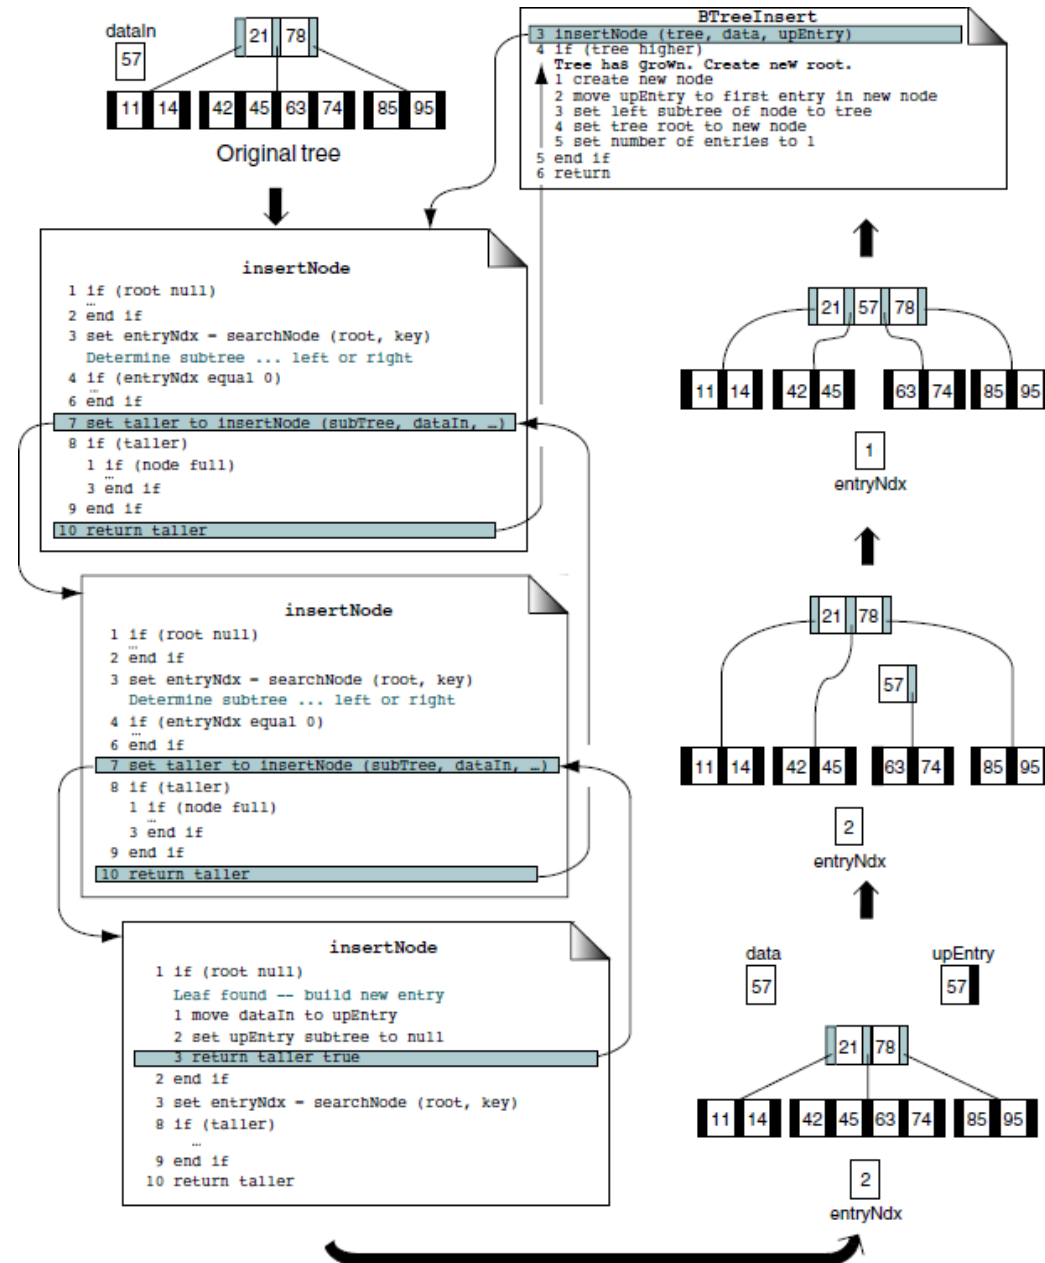 dataIn
57
21 78
11 14 42 45 63 74 85 95
Original tree
BTreeInsert
3 insertNode (tree, data, upEntry)
4 if (tree higher)
Tree has grown. Create new root.
1 create new node
2 move upEntry to first entry in new node
3 set left subtree of node to tree
4 set tree root to new node
5 set number of entries to 1
5 end if
6 return
insertNode
1 if (root null)
…
2 end if
3 set entryNdx = searchNode (root, key)
Determine subtree ... left or right
4 if (entryNdx equal 0)
…
6 end if
7 set taller to insertNode (subTree, dataIn, …)
8 if (taller)
1 if (node full)
…
3 end if
9 end if
10 return taller
insertNode
1 if (root null)
…
2 end if
3 set entryNdx = searchNode (root, key)
Determine subtree ... left or right
4 if (entryNdx equal 0)
…
6 end if
7 set taller to insertNode (subTree, dataIn, …)
8 if (taller)
1 if (node full)
…
3 end if
9 end if
10 return taller
insertNode
1 if (root null)
Leaf found -- build new entry
1 move dataIn to upEntry
2 set upEntry subtree to null
3 return taller true
2 end if
3 set entryNdx = searchNode (root, key)
8 if (taller)
…
9 end if
10 return taller
21 57 78
11 14 42 45 63 74 85 95
1
entryNdx
21 78
57
11 14 42 45 63 74 85 95
2
entryNdx
data upEntry
57 57
21 78
11 14 42 45 63 74 85 95
2
entryNdx